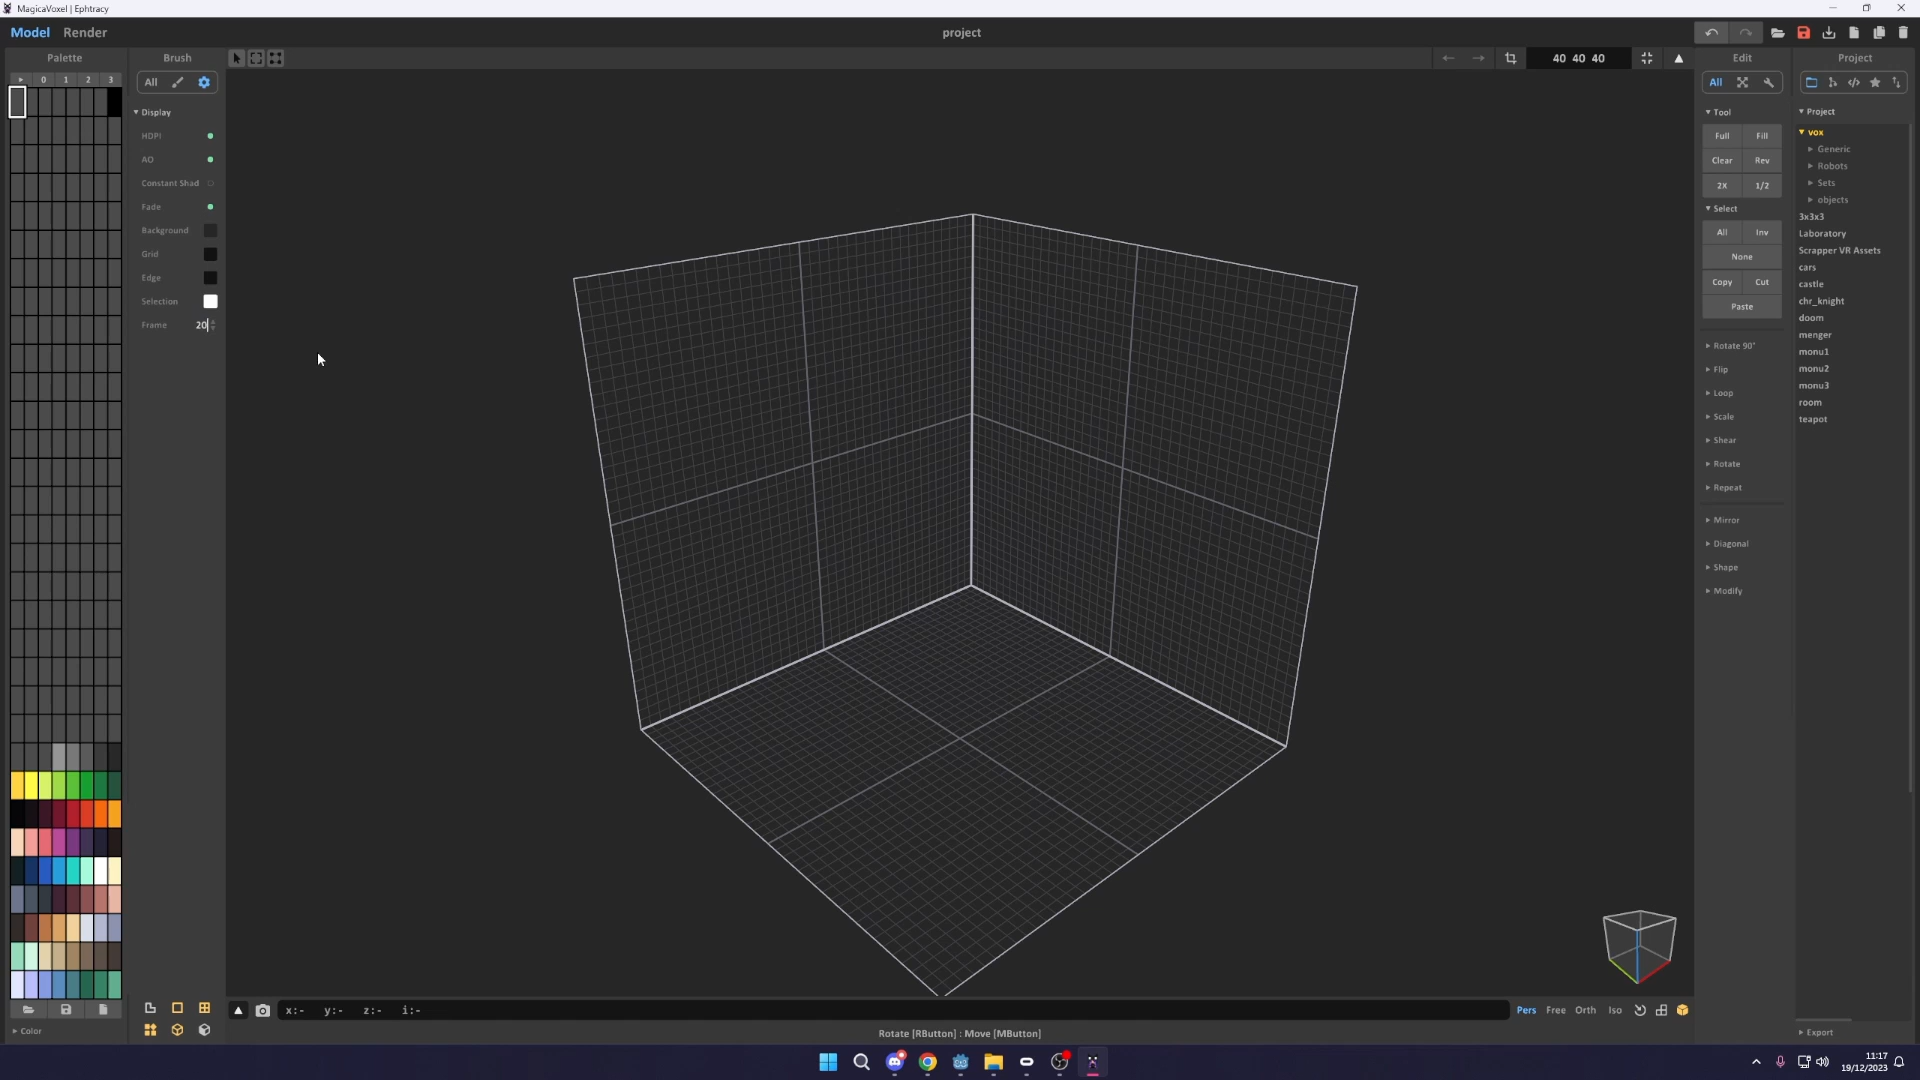 MagicaVoxel | Ephtracy
Model Render
project
Palette
Brush
40 40 40
Edit
Project
0 1 2 3
All
All
Display
HDPI
AO
Constant Shad
Fade
Background
Grid
Edge
Selection
Frame 20
Tool
Full Fill
Clear Rev
2X 1/2
Select
All Inv
None
Copy Cut
Paste
Rotate 90°
Flip
Loop
Scale
Shear
Rotate
Repeat
Mirror
Diagonal
Shape
Modify
Project
vox
Generic
Robots
Sets
objects
3x3x3
Laboratory
Scrapper VR Assets
cars
castle
chr_knight
doom
menger
monu1
monu2
monu3
room
teapot
x:- y:- z:- i:-
Pers Free Orth Iso
Color
Rotate [RButton] : Move [MButton]
Export
11:17
19/12/2023